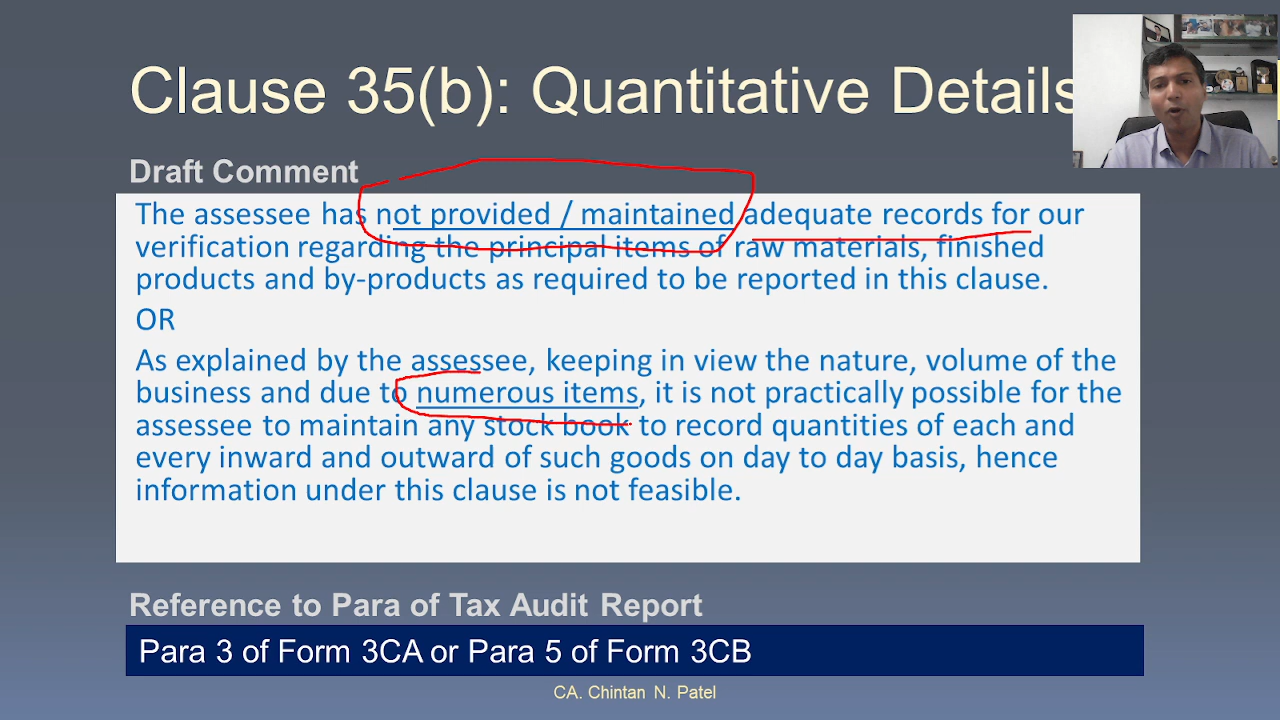 Clause 35(b): Quantitative Details
Draft Comment
The assessee has not provided / maintained adequate records for our
verification regarding the principal items of raw materials, finished
products and by-products as required to be reported in this clause.
OR
As explained by the assessee, keeping in view the nature, volume of the
business and due to numerous items, it is not practically possible for the
assessee to maintain any stock book to record quantities of each and
every inward and outward of such goods on day to day basis, hence
information under this clause is not feasible.
Reference to Para of Tax Audit Report
Para 3 of Form 3CA or Para 5 of Form 3CB
CA. Chintan N. Patel